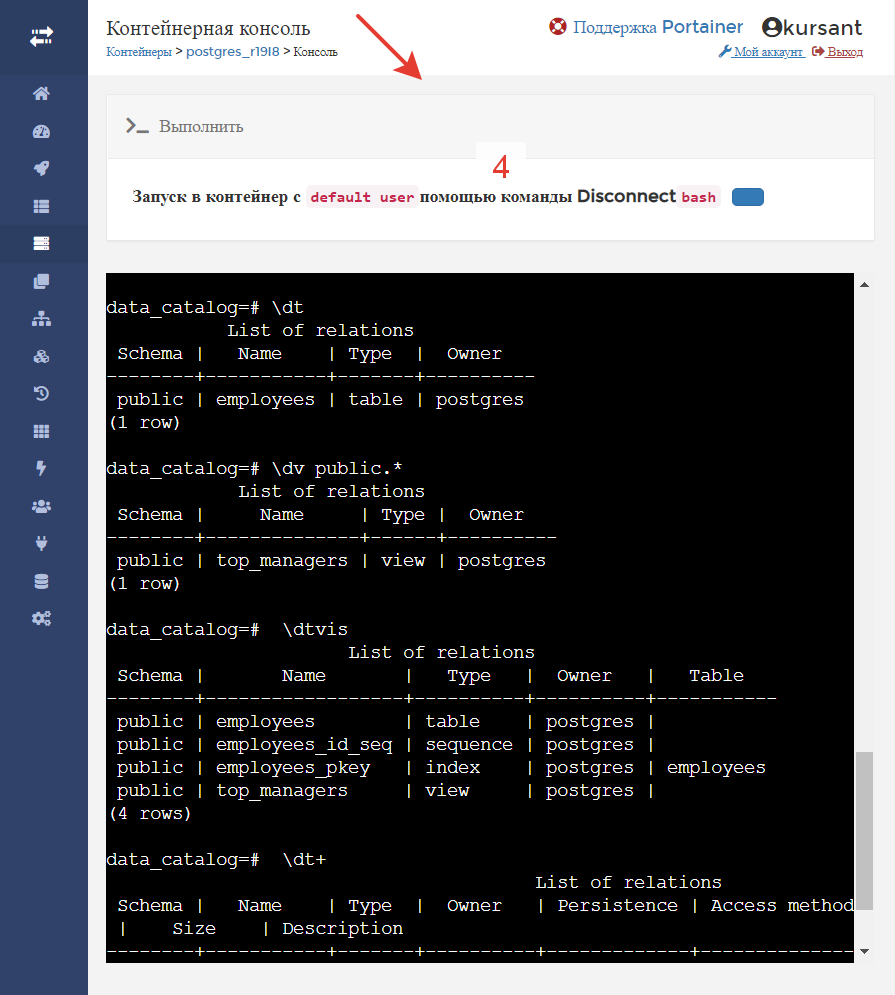 Контейнерная консоль
Поддержка Portainer
kursant
Контейнеры > postgres_r19l8 > Консоль
Мой аккаунт
Выход
>_ Выполнить
4
Запуск в контейнер с default user помощью команды Disconnect bash
data_catalog=# \dt
List of relations
Schema | Name | Type | Owner
--------+-----------+-------+----------
public | employees | table | postgres
(1 row)
data_catalog=# \dv public.*
List of relations
Schema | Name | Type | Owner
--------+--------------+------+----------
public | top_managers | view | postgres
(1 row)
data_catalog=#  \dtvis
List of relations
Schema | Name | Type | Owner | Table
--------+------------------+----------+----------+-----------
public | employees | table | postgres |
public | employees_id_seq | sequence | postgres |
public | employees_pkey | index | postgres | employees
public | top_managers | view | postgres |
(4 rows)
data_catalog=#  \dt+
List of relations
Schema | Name | Type | Owner | Persistence | Access method
| Size | Description
--------+-----------+-------+----------+-------------+--------------